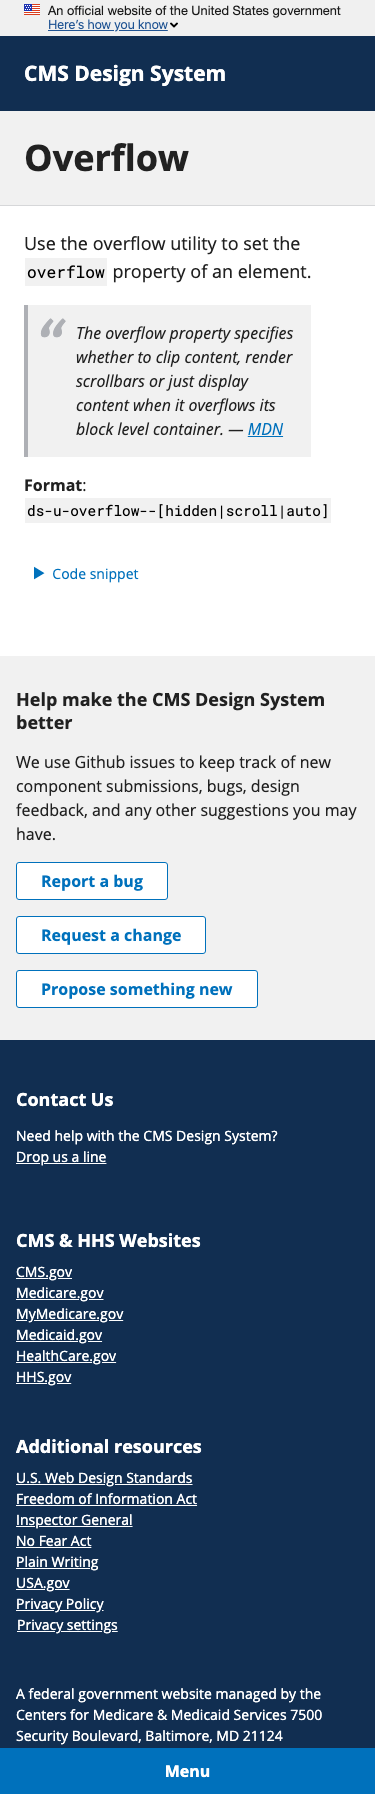 An official website of the United States government
Here's how you know
CMS Design System
Overflow
Use the overflow utility to set the
overflow property of an element.
The overflow property specifies
whether to clip content, render
scrollbars or just display
content when it overflows its
block level container. — MDN
Format:
ds-u-overflow--[hidden|scroll|auto]
Code snippet
Help make the CMS Design System
better
We use Github issues to keep track of new
component submissions, bugs, design
feedback, and any other suggestions you may
have.
Report a bug
Request a change
Propose something new
Contact Us
Need help with the CMS Design System?
Drop us a line
CMS & HHS Websites
CMS.gov
Medicare.gov
MyMedicare.gov
Medicaid.gov
HealthCare.gov
HHS.gov
Additional resources
U.S. Web Design Standards
Freedom of Information Act
Inspector General
No Fear Act
Plain Writing
USA.gov
Privacy Policy
Privacy settings
A federal government website managed by the
Centers for Medicare & Medicaid Services 7500
Security Boulevard, Baltimore, MD 21124
Menu